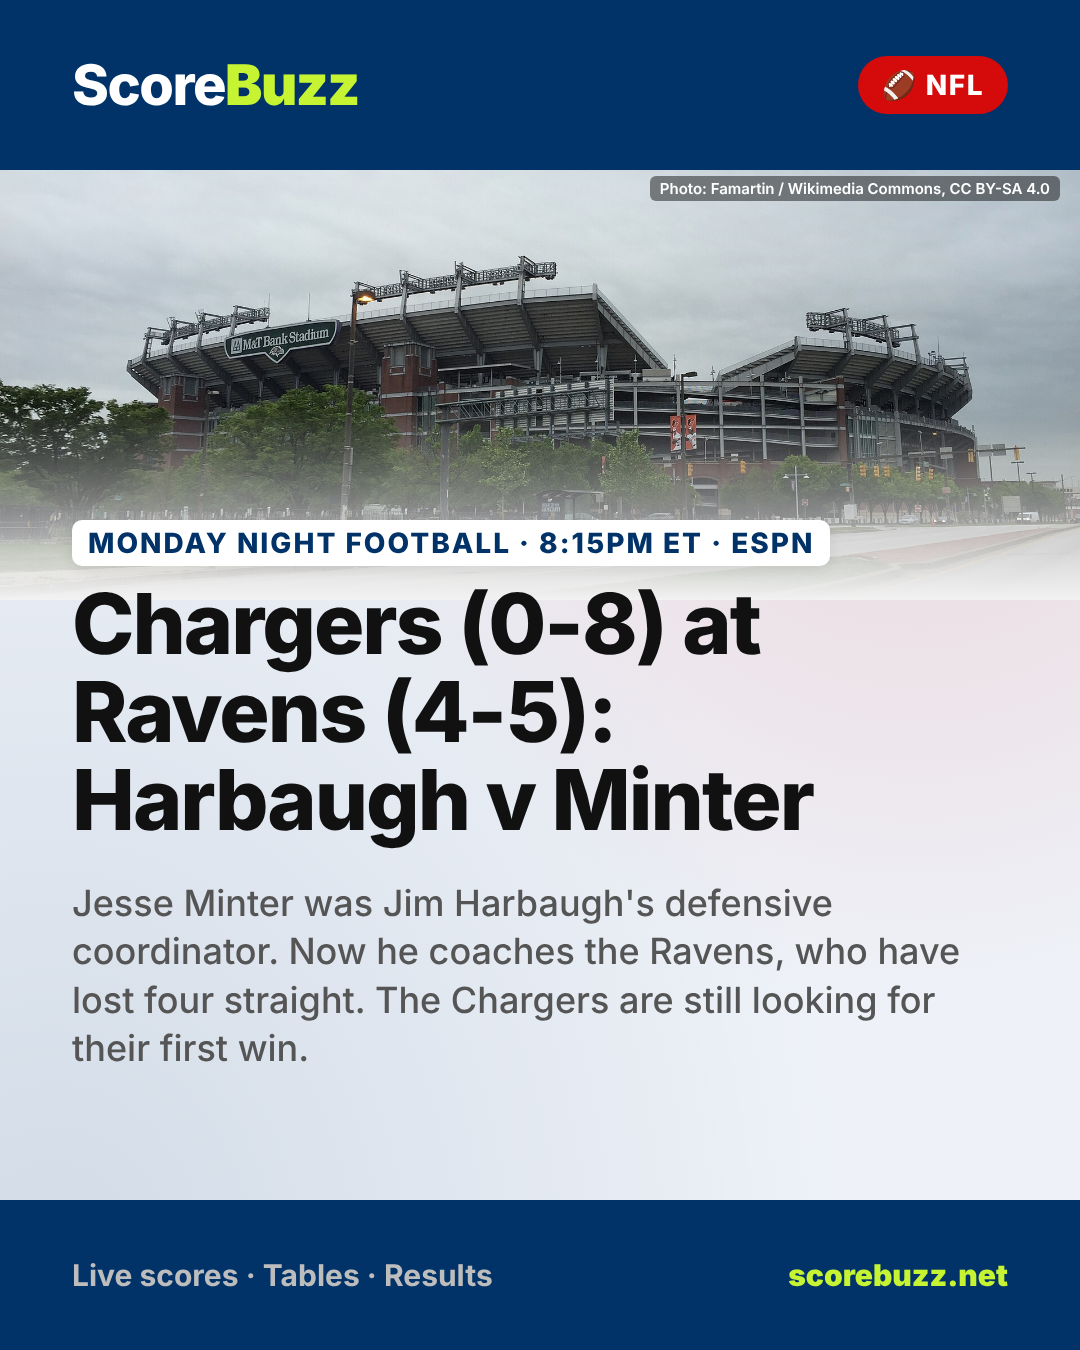 ScoreBuzz
🏈 NFL
Photo: Famartin / Wikimedia Commons, CC BY-SA 4.0
M&T Bank Stadium
MONDAY NIGHT FOOTBALL · 8:15PM ET · ESPN
Chargers (0-8) at
Ravens (4-5):
Harbaugh v Minter
Jesse Minter was Jim Harbaugh's defensive
coordinator. Now he coaches the Ravens, who have
lost four straight. The Chargers are still looking for
their first win.
Live scores · Tables · Results
scorebuzz.net